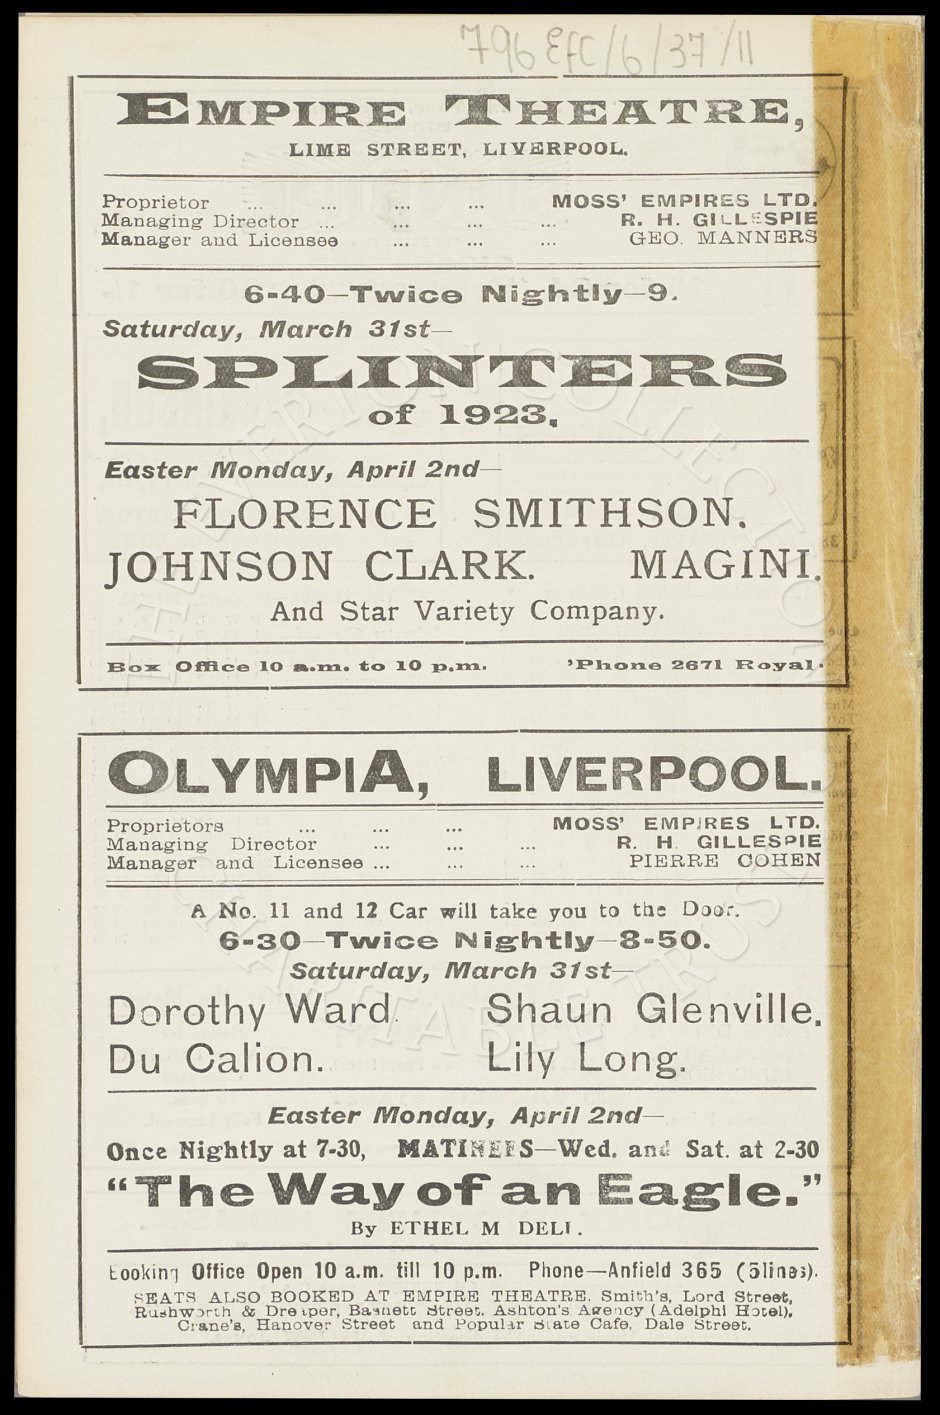 796 EFC/6/37/11
EMPIRE THEATRE,
LIME STREET, LIVERPOOL.
Proprietor ... ... ... ... MOSS' EMPIRES LTD.
Managing Director ... ... ... ... R. H. GILLESPIE
Manager and Licensee ... ... ... GEO. MANNERS
6-40—Twice Nightly—9.
Saturday, March 31st—
SPLINTERS
of 1923,
Easter Monday, April 2nd—
FLORENCE SMITHSON.
JOHNSON CLARK. MAGINI.
And Star Variety Company.
Box Office 10 a.m. to 10 p.m. 'Phone 2671 Royal.
OLYMPIA, LIVERPOOL.
Proprietors ... ... ... MOSS' EMPIRES LTD.
Managing Director ... ... ... R. H. GILLESPIE
Manager and Licensee ... ... ... PIERRE COHEN
A No. 11 and 12 Car will take you to the Door.
6-30—Twice Nightly—8-50.
Saturday, March 31st—
Dorothy Ward. Shaun Glenville.
Du Calion. Lily Long.
Easter Monday, April 2nd—
Once Nightly at 7-30, MATINEES—Wed. and Sat. at 2-30
"The Way of an Eagle."
By ETHEL M DELL.
Booking Office Open 10 a.m. till 10 p.m. Phone—Anfield 365 (5 lines).
SEATS ALSO BOOKED AT EMPIRE THEATRE. Smith's, Lord Street,
Rushworth & Dreaper, Basnett Street. Ashton's Agency (Adelphi Hotel),
Crane's, Hanover Street and Popular State Cafe, Dale Street.
THE EVERTON COLLECTION
CHARITABLE TRUST